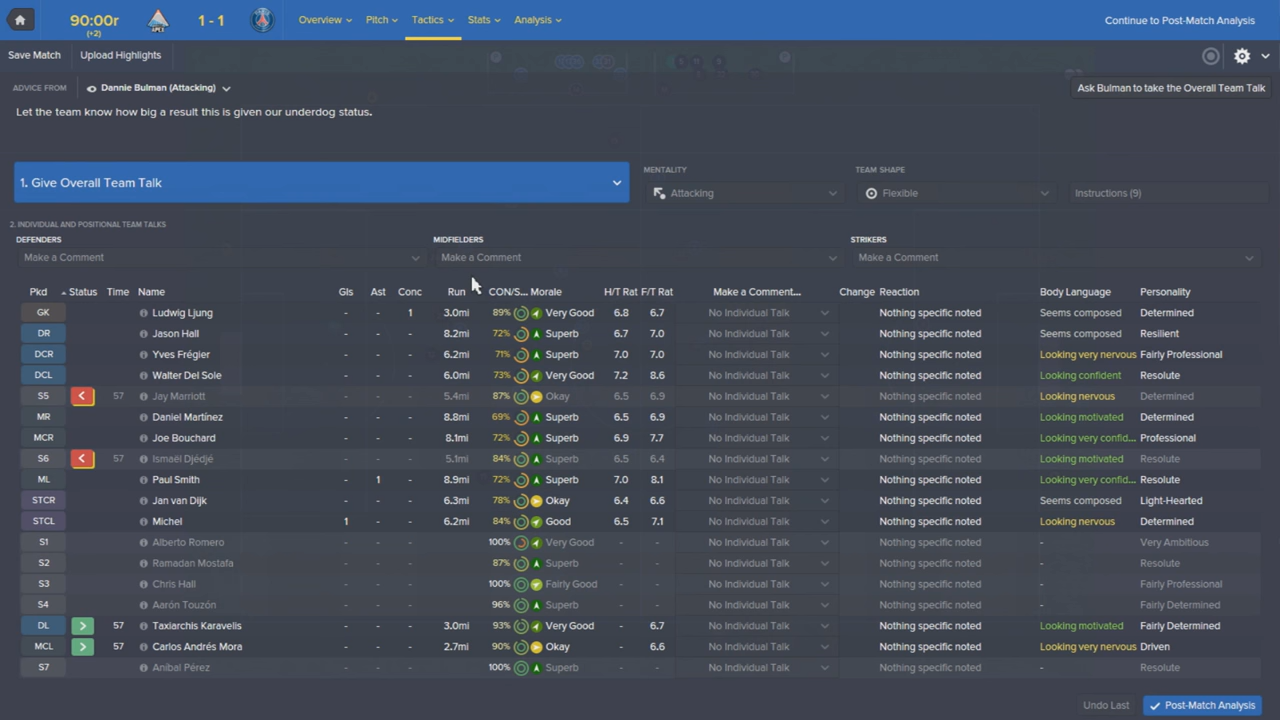 90:00r
(+2)
APEX
1 - 1
Overview
Pitch
Tactics
Stats
Analysis
Continue to Post-Match Analysis
Save Match
Upload Highlights
ADVICE FROM
Dannie Bulman (Attacking)
Ask Bulman to take the Overall Team Talk
Let the team know how big a result this is given our underdog status.
1. Give Overall Team Talk
MENTALITY
Attacking
TEAM SHAPE
Flexible
Instructions (9)
2. INDIVIDUAL AND POSITIONAL TEAM TALKS
DEFENDERS
Make a Comment
MIDFIELDERS
Make a Comment
STRIKERS
Make a Comment
Pkd Status Time Name Gls Ast Conc Run CON/S... Morale H/T Rat F/T Rat Make a Comment... Change Reaction Body Language Personality
GK Ludwig Ljung - - 1 3.0mi 89% Very Good 6.8 6.7 No Individual Talk Nothing specific noted Seems composed Determined
DR Jason Hall - - - 8.2mi 72% Superb 6.7 7.0 No Individual Talk Nothing specific noted Seems composed Resilient
DCR Yves Frégier - - - 6.2mi 71% Superb 7.0 7.0 No Individual Talk Nothing specific noted Looking very nervous Fairly Professional
DCL Walter Del Sole - - - 6.0mi 73% Very Good 7.2 8.6 No Individual Talk Nothing specific noted Looking confident Resolute
S5 57 Jay Marriott - - - 5.4mi 87% Okay 6.5 6.9 No Individual Talk Nothing specific noted Looking nervous Determined
MR Daniel Martínez - - - 8.8mi 69% Superb 6.5 6.9 No Individual Talk Nothing specific noted Looking motivated Determined
MCR Joe Bouchard - - - 8.1mi 72% Superb 6.9 7.7 No Individual Talk Nothing specific noted Looking very confid... Professional
S6 57 Ismaël Djédjé - - - 5.1mi 84% Superb 6.5 6.4 No Individual Talk Nothing specific noted Looking motivated Resolute
ML Paul Smith - 1 - 8.9mi 72% Superb 7.0 8.1 No Individual Talk Nothing specific noted Looking very confid... Resolute
STCR Jan van Dijk - - - 6.3mi 78% Okay 6.4 6.6 No Individual Talk Nothing specific noted Seems composed Light-Hearted
STCL Michel 1 - - 6.2mi 84% Good 6.5 7.1 No Individual Talk Nothing specific noted Looking nervous Determined
S1 Alberto Romero - - - 100% Very Good - - No Individual Talk Nothing specific noted - Very Ambitious
S2 Ramadan Mostafa - - - 87% Superb - - No Individual Talk Nothing specific noted - Resolute
S3 Chris Hall - - - 100% Fairly Good - - No Individual Talk Nothing specific noted - Fairly Professional
S4 Aarón Touzón - - - 96% Superb - - No Individual Talk Nothing specific noted - Fairly Determined
DL 57 Taxiarchis Karavelis - - - 3.0mi 93% Very Good - 6.7 No Individual Talk Nothing specific noted Looking motivated Fairly Determined
MCL 57 Carlos Andrés Mora - - - 2.7mi 90% Okay - 6.6 No Individual Talk Nothing specific noted Looking very nervous Driven
S7 Aníbal Pérez - - - 100% Superb - - No Individual Talk Nothing specific noted - Resolute
Undo Last
Post-Match Analysis